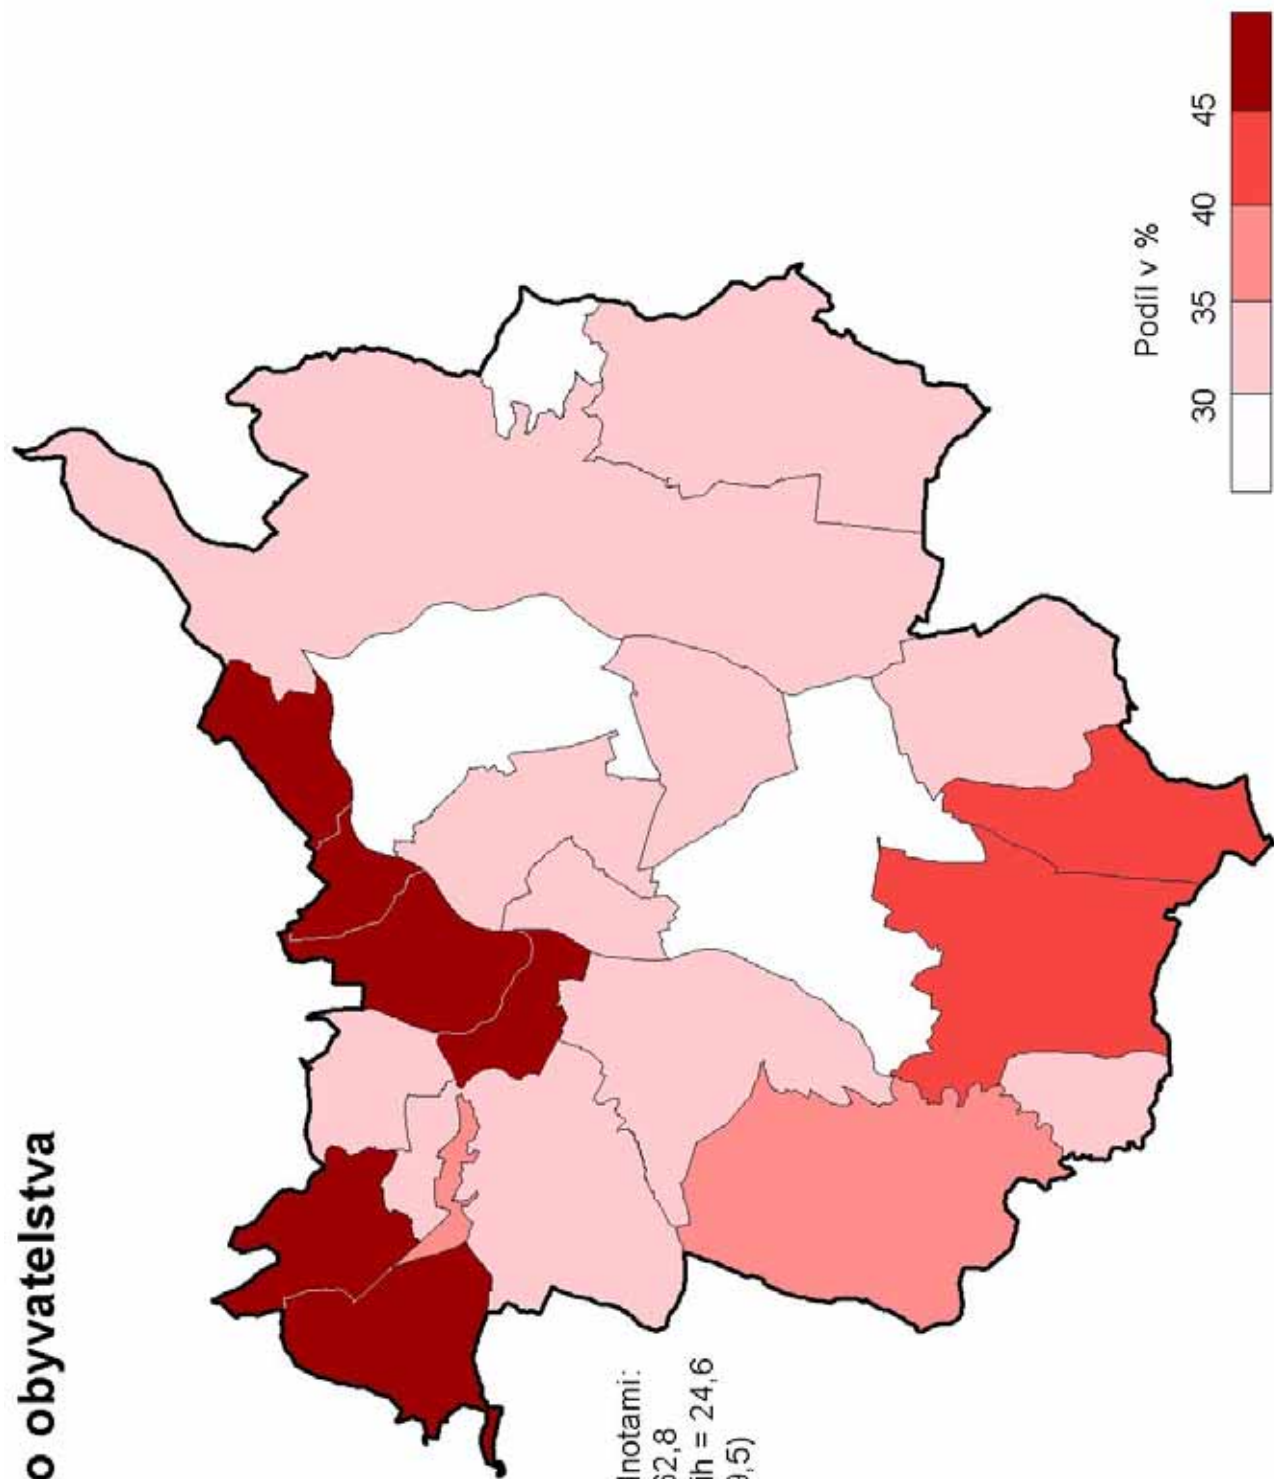 o obyvatelstva
Podíl v %
30 35 40 45
dnotami:
62,8
ih = 24,6
9,5)